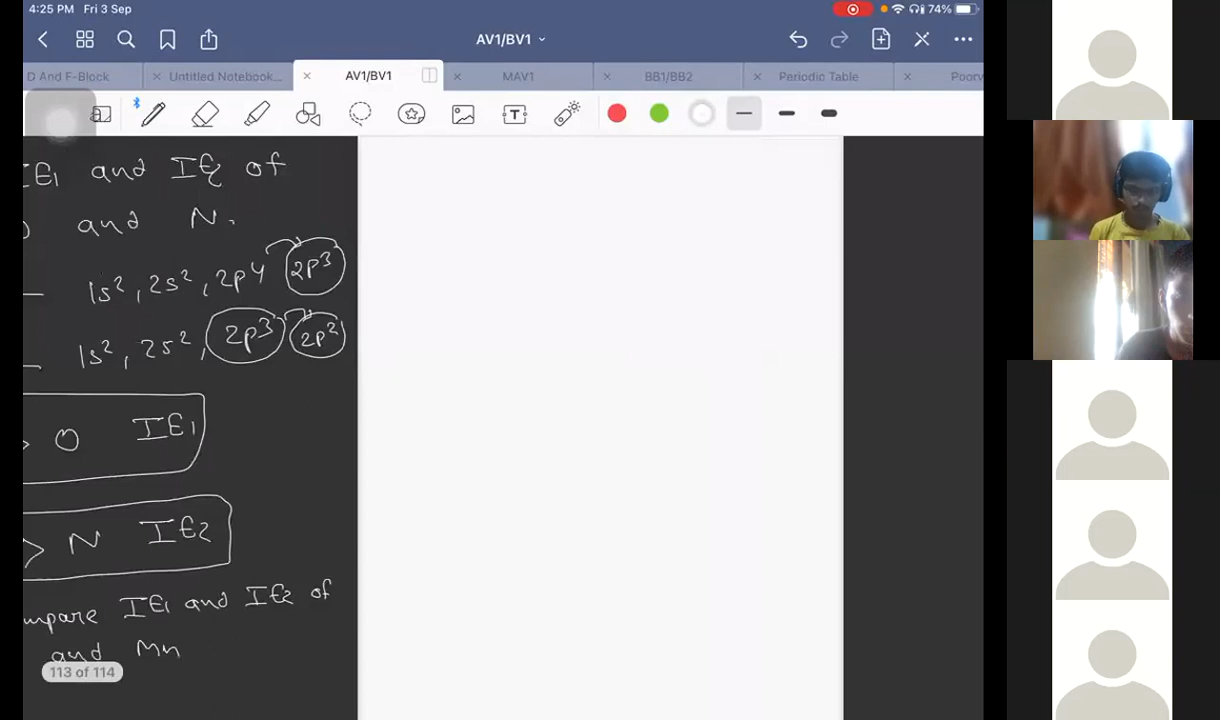 4:25 PM Fri 3 Sep
74%
AV1/BV1
D And F-Block
Untitled Notebook...
AV1/BV1
MAV1
BB1/BB2
Periodic Table
Poorv
IE₁ and IE₂ of
and N.
1s², 2s², 2p⁴ 2p³
1s², 2s², 2p³ 2p²
> O IE₁
> N IE₂
mpare IE₁ and IE₂ of
and Mn
113 of 114